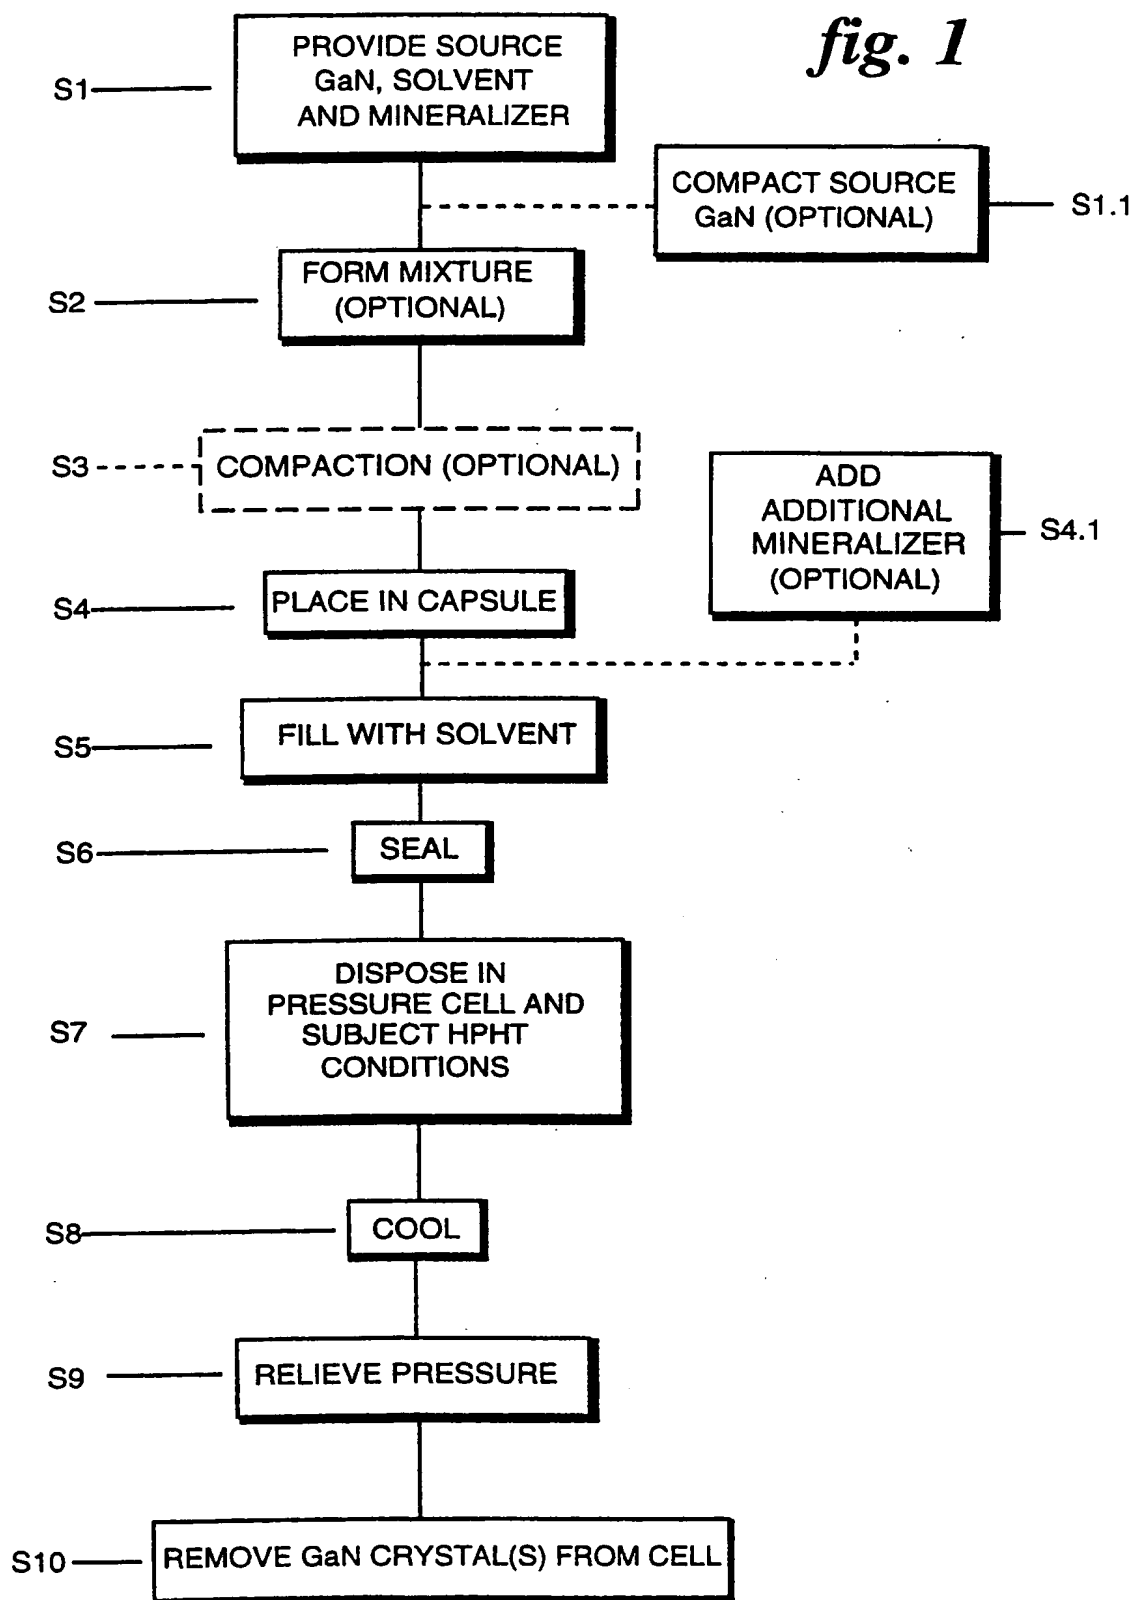 fig. 1
S1
PROVIDE SOURCE
GaN, SOLVENT
AND MINERALIZER
COMPACT SOURCE
GaN (OPTIONAL)
S1.1
S2
FORM MIXTURE
(OPTIONAL)
S3
COMPACTION (OPTIONAL)
ADD
ADDITIONAL
MINERALIZER
(OPTIONAL)
S4.1
S4
PLACE IN CAPSULE
S5
FILL WITH SOLVENT
S6
SEAL
S7
DISPOSE IN
PRESSURE CELL AND
SUBJECT HPHT
CONDITIONS
S8
COOL
S9
RELIEVE PRESSURE
S10
REMOVE GaN CRYSTAL(S) FROM CELL